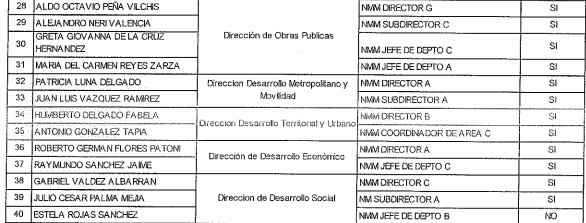 28 ALDO OCTAVIO PEÑA VILCHIS NMM DIRECTOR G SI
29 ALEJANDRO NERI VALENCIA NMM SUBDIRECTOR C SI
Dirección de Obras Publicas
30 GRETA GIOVANNA DE LA CRUZ HERNANDEZ NMM JEFE DE DEPTO C SI
31 MARIA DEL CARMEN REYES ZARZA NMM JEFE DE DEPTO A SI
32 PATRICIA LUNA DELGADO NMM DIRECTOR A SI
Direccion Desarrollo Metropolitano y
Movilidad
33 JUAN LUIS VAZQUEZ RAMIREZ NMM SUBDIRECTOR A SI
34 HUMBERTO DELGADO FABELA NMM DIRECTOR B SI
Direccion Desarrollo Territorial y Urbano
35 ANTONIO GONZALEZ TAPIA NMM COORDINADOR DE AREA C SI
36 ROBERTO GERMAN FLORES PATONI NMM DIRECTOR A SI
Dirección de Desarrollo Económico
37 RAYMUNDO SANCHEZ JAIME NMM JEFE DE DEPTO C SI
38 GABRIEL VALDEZ ALBARRAN NMM DIRECTOR C SI
39 JULIO CESAR PALMA MEJIA Direccion de Desarrollo Social NM SUBDIRECTOR A SI
40 ESTELA ROJAS SANCHEZ NMM JEFE DE DEPTO B NO